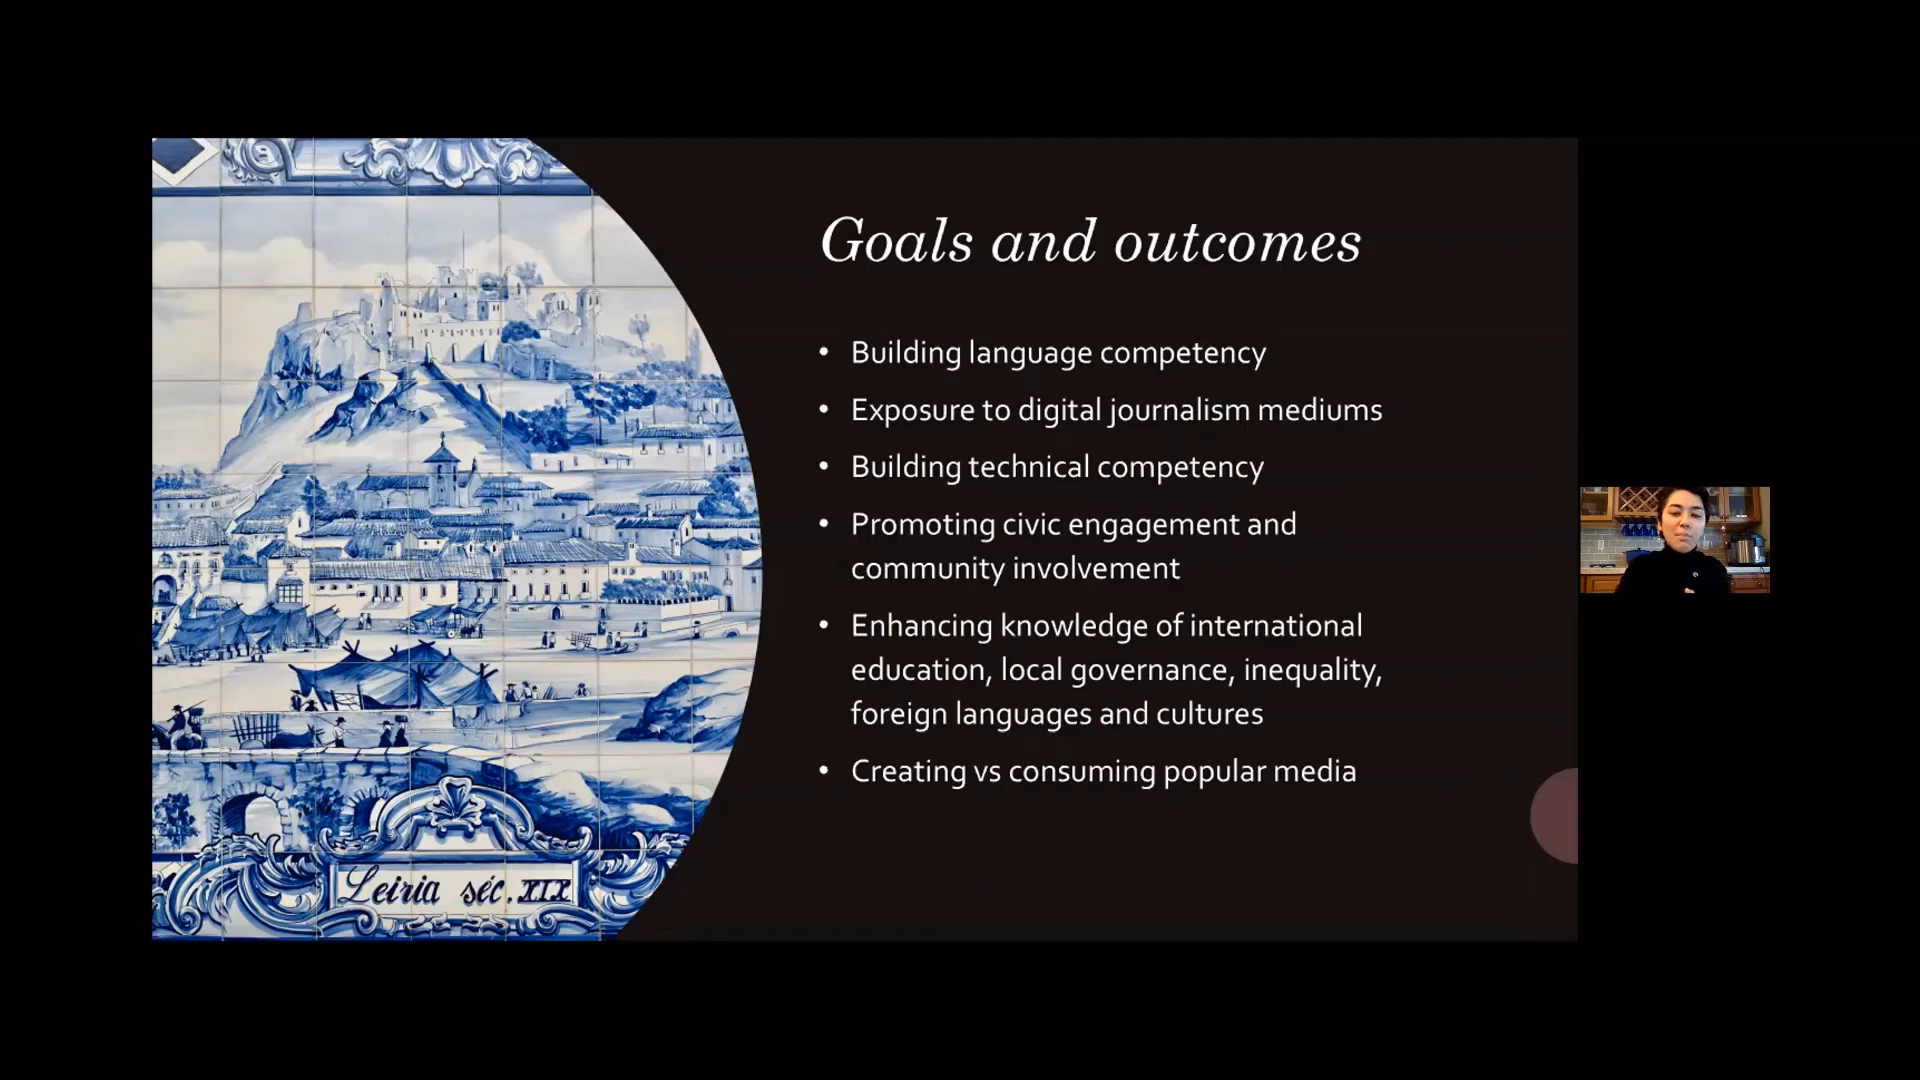 Goals and outcomes
• Building language competency
• Exposure to digital journalism mediums
• Building technical competency
• Promoting civic engagement and
community involvement
• Enhancing knowledge of international
education, local governance, inequality,
foreign languages and cultures
• Creating vs consuming popular media
Leiria séc. XIX